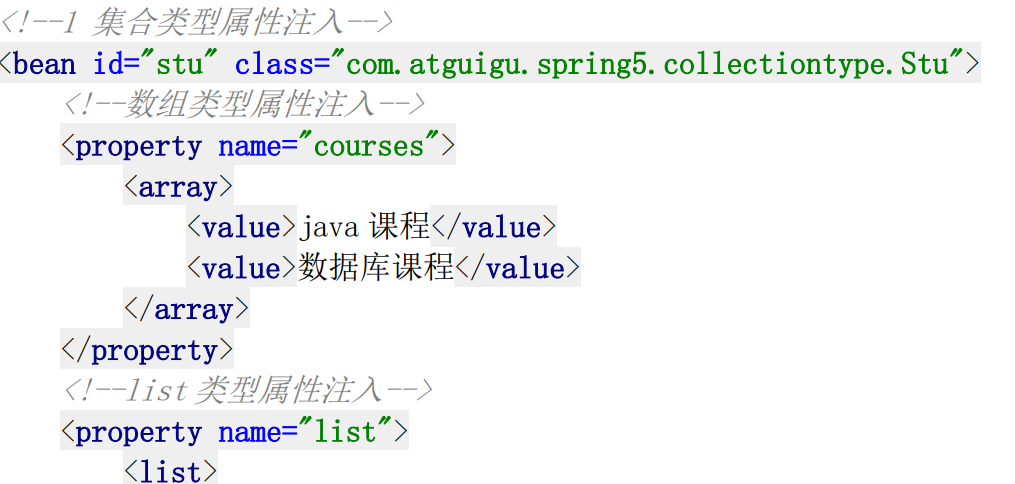 <!--1 集合类型属性注入-->
<bean id="stu" class="com.atguigu.spring5.collectiontype.Stu">
<!--数组类型属性注入-->
<property name="courses">
<array>
<value>java 课程</value>
<value>数据库课程</value>
</array>
</property>
<!--list 类型属性注入-->
<property name="list">
<list>